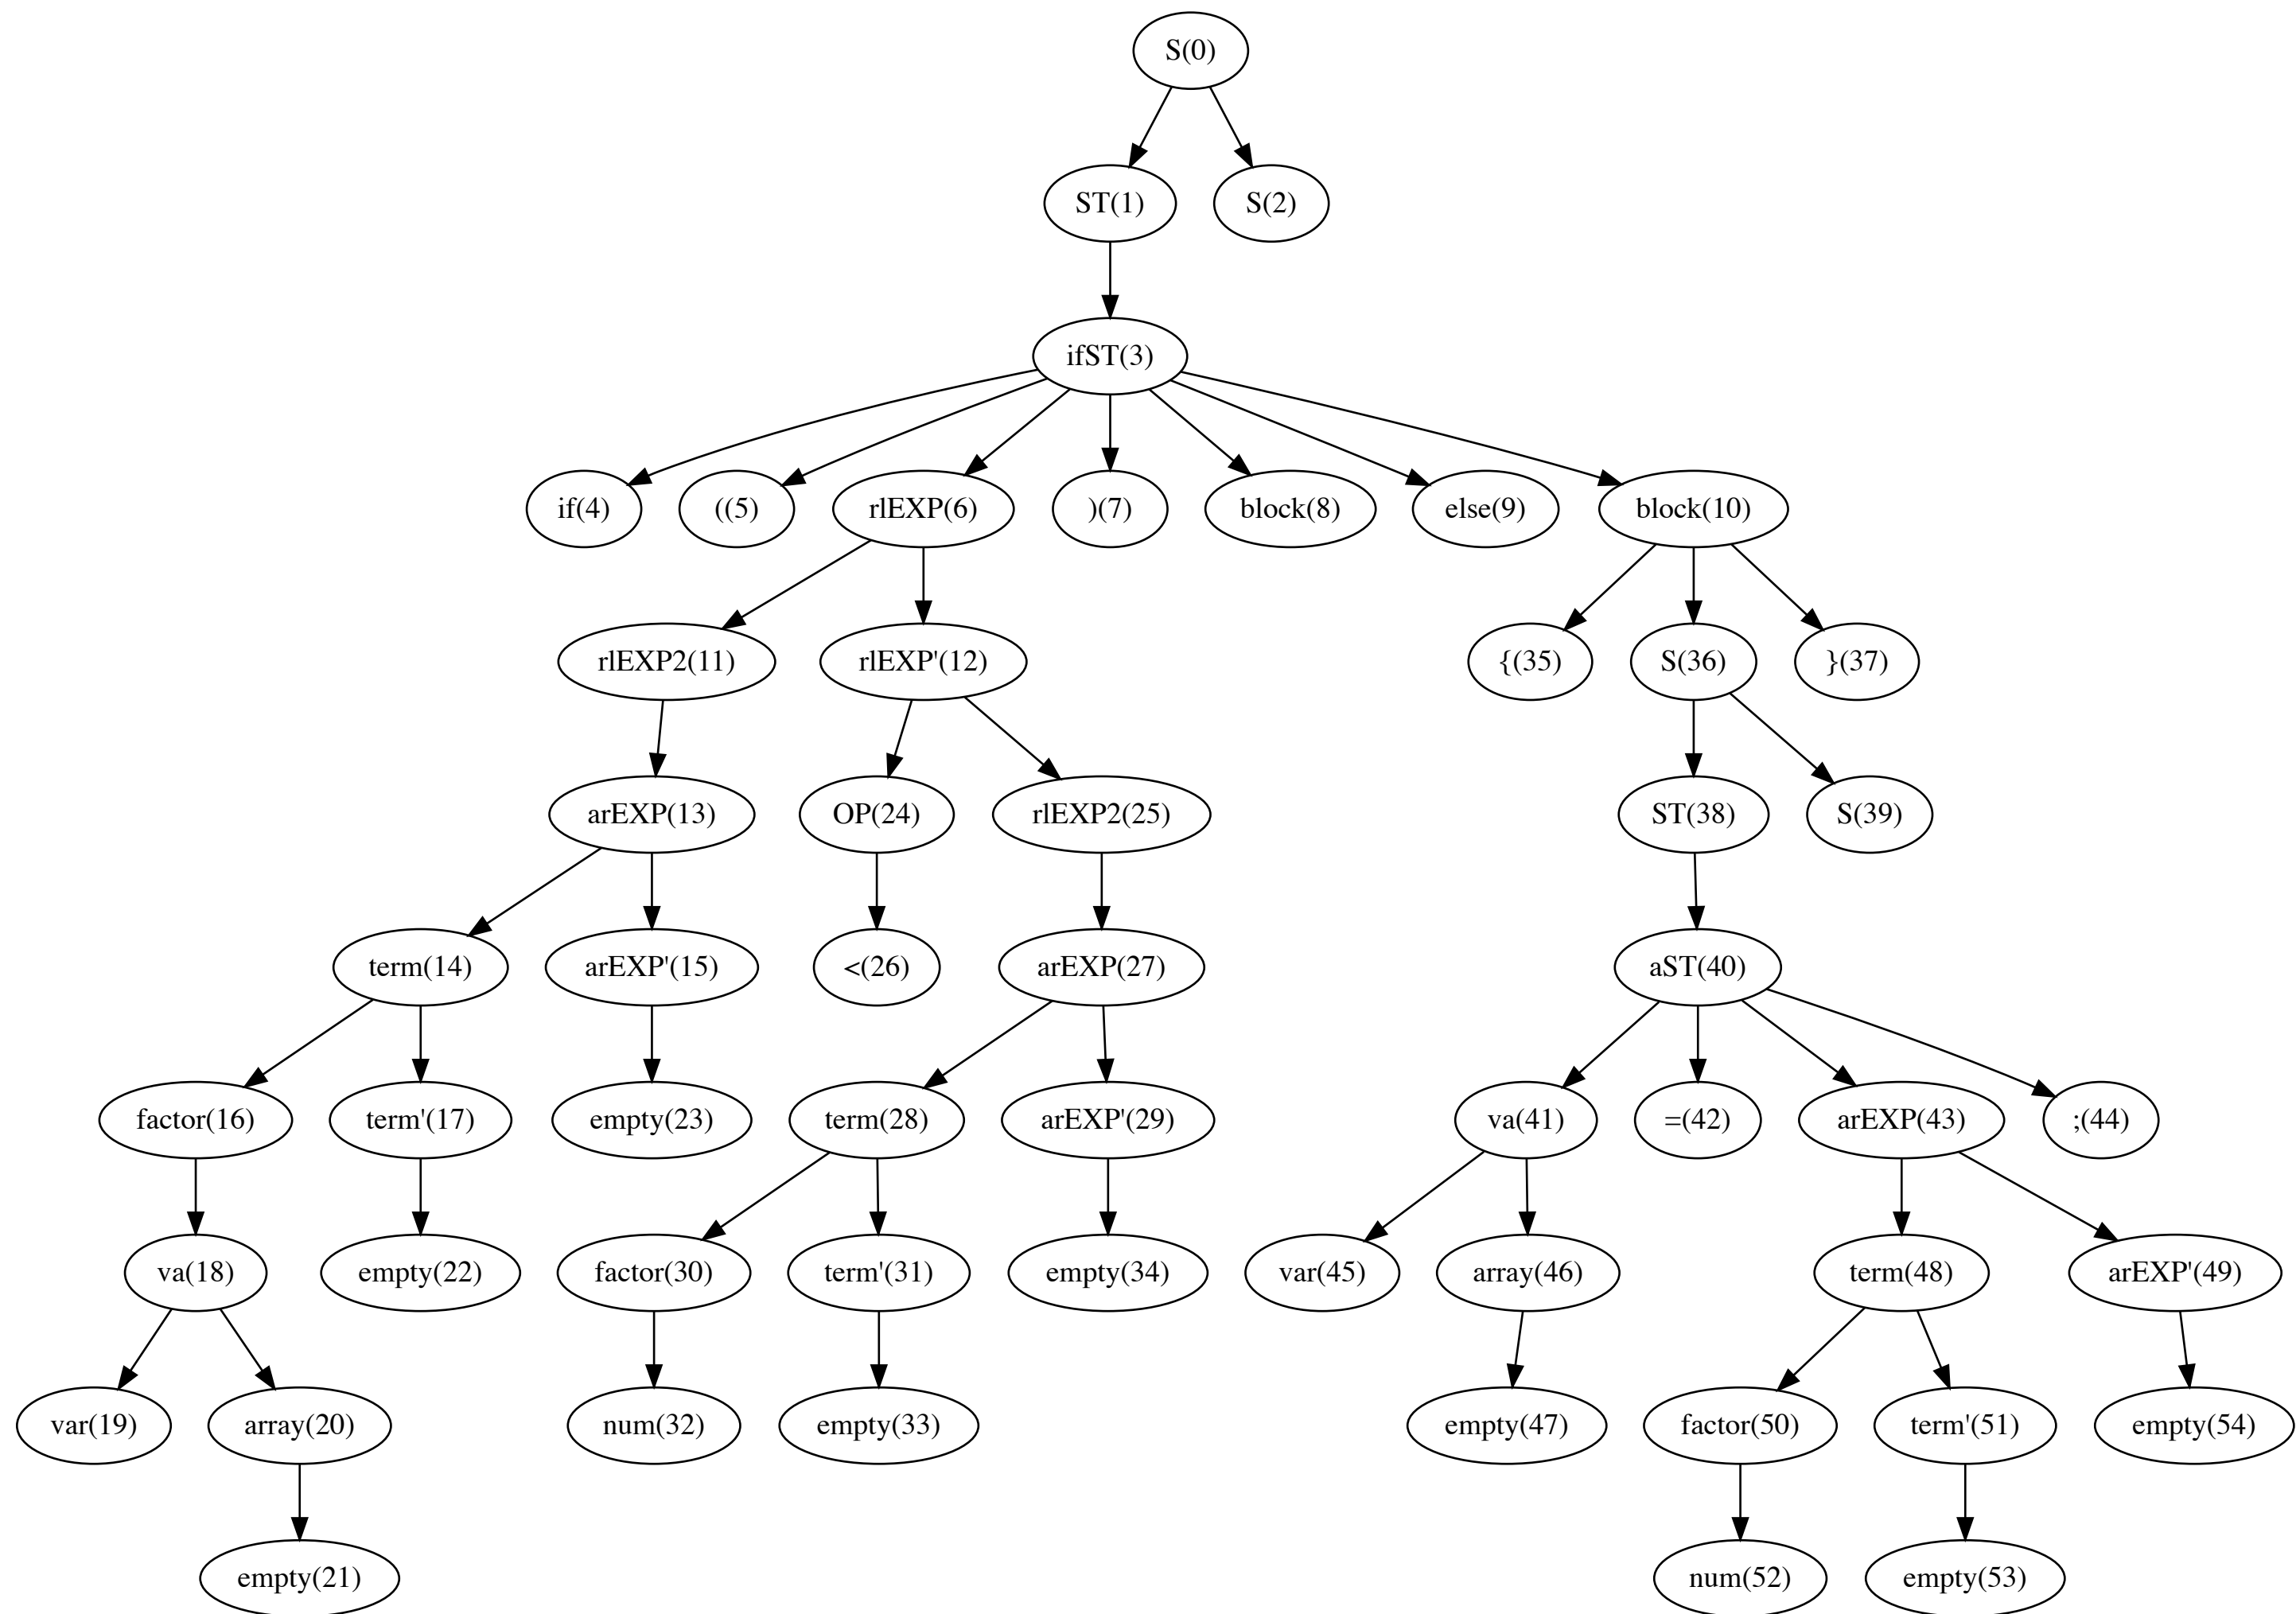 S(0)
ST(1) S(2)
ifST(3)
if(4) ((5) rlEXP(6) )(7) block(8) else(9) block(10)
rlEXP2(11) rlEXP'(12) {(35) S(36) }(37)
arEXP(13) OP(24) rlEXP2(25) ST(38) S(39)
term(14) arEXP'(15) <(26) arEXP(27) aST(40)
factor(16) term'(17) empty(23) term(28) arEXP'(29) va(41) =(42) arEXP(43) ;(44)
va(18) empty(22) factor(30) term'(31) empty(34) var(45) array(46) term(48) arEXP'(49)
var(19) array(20) num(32) empty(33) empty(47) factor(50) term'(51) empty(54)
empty(21) num(52) empty(53)